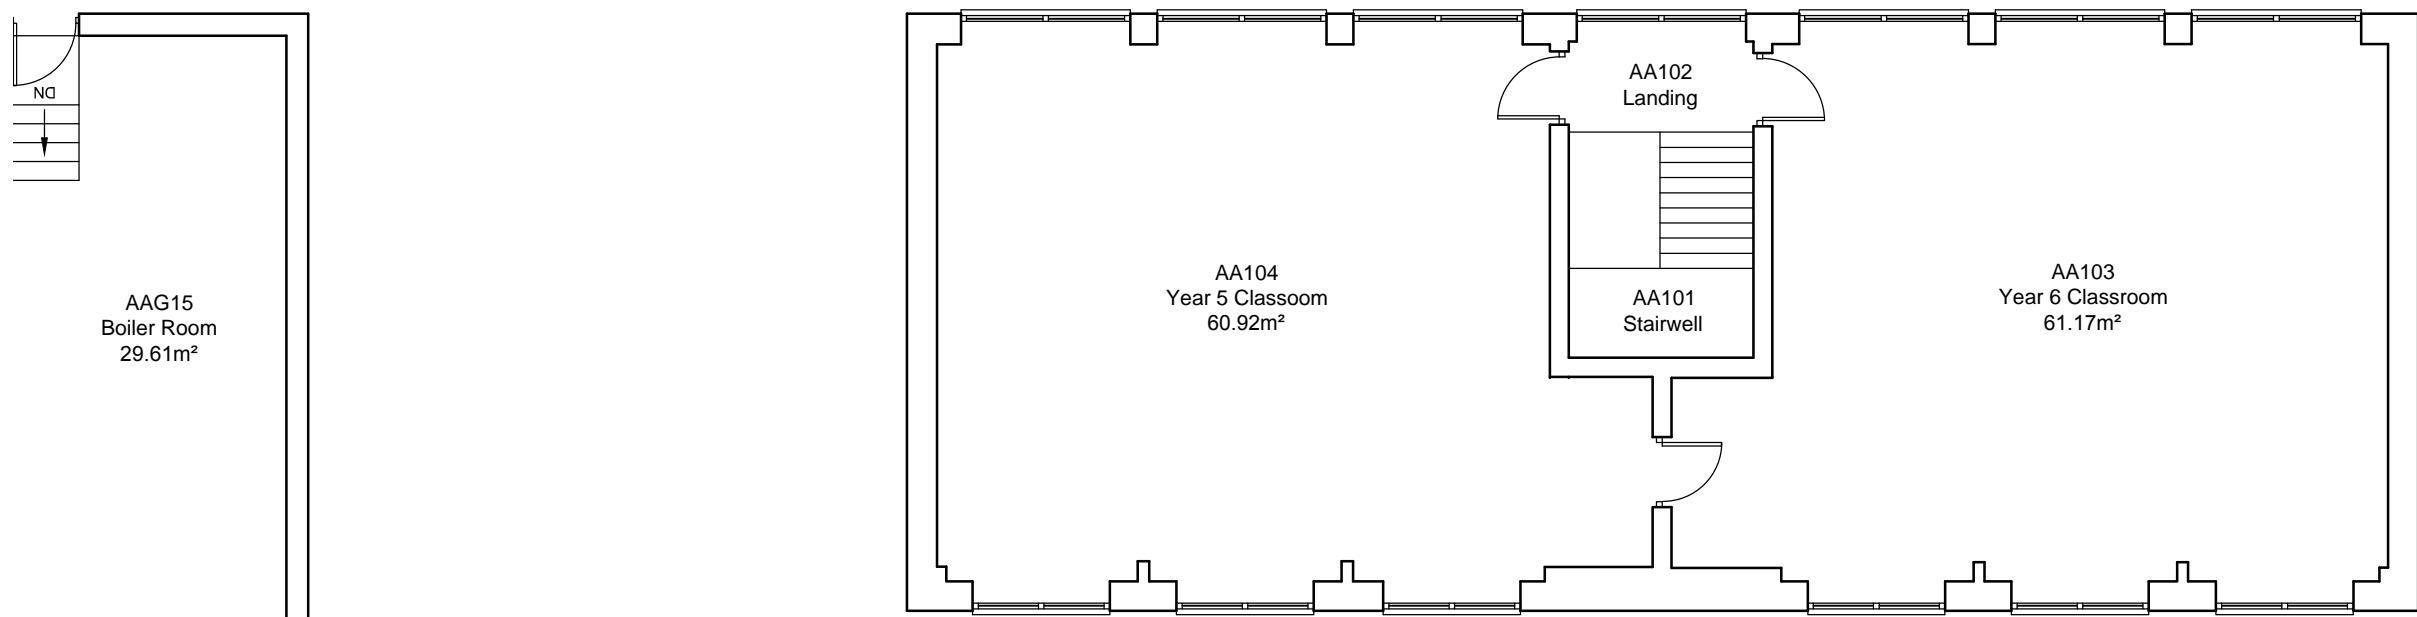 DN
AAG15
Boiler Room
29.61m²
AA104
Year 5 Classoom
60.92m²
AA102
Landing
AA101
Stairwell
AA103
Year 6 Classroom
61.17m²